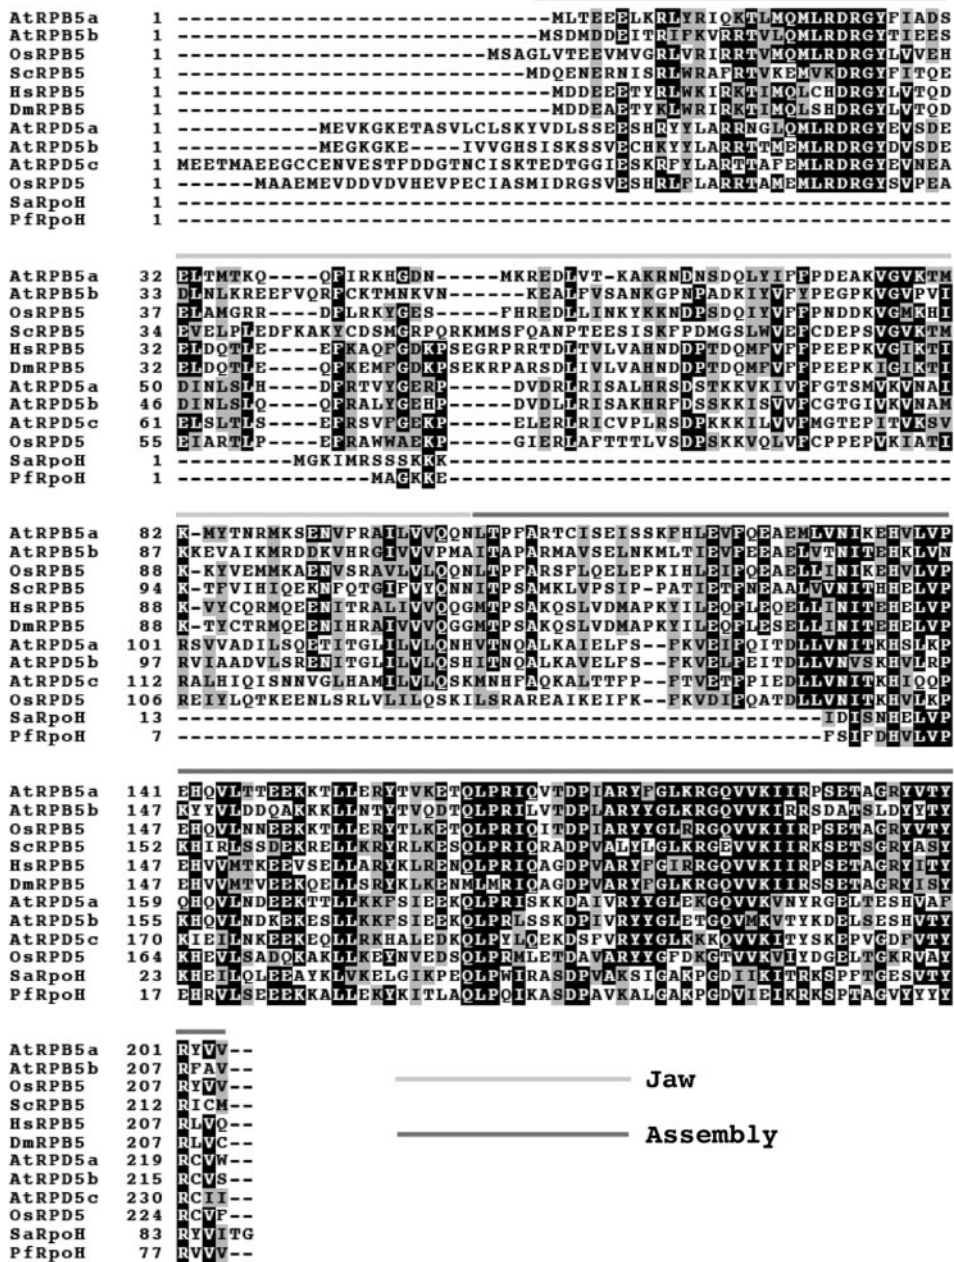 AtRPB5a 1 ------------------------MLTEEELKRLYRIQKTLMQMLRDRGYFIADS
AtRPB5b 1 ----------------------MSDMDDEITRIFKVRRTVLQMLRDRGYTIEES
OsRPB5 1 --------------------MSAGLVTEEVMVGRLVRIRRTVMQMLRDRGYLVVEH
ScRPB5 1 -----------------------MDQENERNISRLWRAFRTVKEMVKDRGYFITQE
HsRPB5 1 ------------------------MDDEEETYRLWKIRKTIMQLCHDRGYLVTQD
DmRPB5 1 ------------------------MDDEAETYKLWRIRKTIMQLSHDRGYLVTQD
AtRPD5a 1 ---------MEVKGKETASVLCLSKYVDLSSEESHRYYLARRNGLQMLRDRGYEVSDE
AtRPD5b 1 ---------MEGKGKE---IVVGHSISKSSVECHKYYLARRTTMEMLRDRGYDVSDE
AtRPD5c 1 MEETMAEEGCCENVESTFDDGTNCISKTEDTGGIESKRFYLARTTAFEMLRDRGYEVNEA
OsRPD5 1 ------MAAEMEVDDVDVHEVPECIASMIDRGSVESHRLFLARRTAMEMLRDRGYSVPEA
SaRpoH 1 ------------------------------------------------------------
PfRpoH 1 ------------------------------------------------------------
AtRPB5a 32 ELTMTKQ----QFIRKHGDN------MKREDLVT-KAKRNDNSDQLYIFFPDEAKVGVKTM
AtRPB5b 33 DLNLKREEFVQRFCKTMNKVN------KEALFVSANKGPNPADKIYVFYPEGPKVGVPVI
OsRPB5 37 ELAMGRR----DFLRKYGES------FHREDLLINKYKKNDPSDQIYVFFPNDDKVGMKHI
ScRPB5 34 EVELPLEDFKAKYCDSMGRPQRKMMSFQANPTEESISKFPDMGSLWVEFCDEPSVGVKTM
HsRPB5 32 ELDQTLE----EFKAQFGDKPSEGRPRRTDLTVLVAHNDDPTDQMFVFFPEEPKVGIKTI
DmRPB5 32 ELDQTLE----QFKEMFGDKPSEKRPARSDLIVLVAHNDDPTDQMFVFFPEEPKIGIKTI
AtRPD5a 50 DINLSLH----DFRTVYGERP-----DVDRLRISALHRSDSTKKVKIVFFGTSMVKVNAI
AtRPD5b 46 DINLSLQ----QFRALYGEHP-----DVDLLRISAKHRFDSSKKISVVFCGTGIVKVNAM
AtRPD5c 61 ELSLTLS----EFRSVFGEKP-----ELERLRICVPLRSDPKKKILVVFMGTEPITVKSV
OsRPD5 55 EIARTLP----EFRAWWAEKP-----GIERLAFTTTLVSDPSKKVQLVFCPPEPVKIATI
SaRpoH 1 ---------MGKIMRSSSKKK---------------------------------------
PfRpoH 1 ---------------MAGKKE---------------------------------------
AtRPB5a 82 K-MYTNRMKSENVFRAILVVQQNLTPFARTCISEISSKFHLEVFQEAEMLVNIKEHVLVP
AtRPB5b 87 KKEVAIKMRDDKVHRGIVVVPMAITAPARMAVSELNKMLTIEVFEEAELVTNITEHKLVN
OsRPB5 88 K-KYVEMMKAENVSRAVLVLQQNLTPFARSFLQELEPKIHLEIFQEAELLINIKEHVLVP
ScRPB5 94 K-TFVIHIQEKNFQTGIFVYQNNITPSAMKLVPSIP-PATIETFNEAALVVNITHHELVP
HsRPB5 88 K-VYCQRMQEENITRALIVVQQGMTPSAKQSLVDMAPKYILEQFLEQELLINITEHELVP
DmRPB5 88 K-TYCTRMQEENIHRAIVVVQGGMTPSAKQSLVDMAPKYILEQFLESELLINITEHELVP
AtRPD5a 101 RSVVADILSQETITGLILVLQNHVTNQALKAIELFS--FKVEIFQITDLLVNITKHSLKP
AtRPD5b 97 RVIAADVLSRENITGLILVLQSHITNQALKAVELFS--FKVELFEITDLLVNVSKHVLRP
AtRPD5c 112 RALHIQISNNVGLHAMILVLQSKMNHFAQKALTTFP--FTVETFPIEDLLVNITKHIQQP
OsRPD5 106 REIYLQTKEENLSRLVLILQSKILSRAREAIKEIFK--FKVDIFQATDLLVNITKHVLKP
SaRpoH 13 --------------------------------------------------IDISNHELVP
PfRpoH 7 --------------------------------------------------FSIFDHVLVP
AtRPB5a 141 EHQVLTTEEKKTLLERYTVKETQLPRIQVTDPIARYFGLKRGQVVKIIRPSETAGRYVTY
AtRPB5b 147 KYYVLDDQAKKKLLNTYTVQDTQLPRILVTDPLARYYGLKRGQVVKIRRSDATSLDYYTY
OsRPB5 147 EHQVLNNEEKKTLLERYTLKETQLPRIQITDPIARYYGLRRGQVVKIIRPSETAGRYVTY
ScRPB5 152 KHIRLSSDEKRELLKRYRLKESQLPRIQRADPVALYLGLKRGEVVKIIRKSETSGRYASY
HsRPB5 147 EHVVMTKEEVSELLARYKLRENQLPRIQAGDPVARYFGIRRGQVVKIIRPSETAGRYITY
DmRPB5 147 EHVVMTVEEKQELLSRYKLKENMLMRIQAGDPVARYFGLKRGQVVKIIRSSETAGRYISY
AtRPD5a 159 QHQVLNDEEKTTLLKKFSIEEKQLPRISKKDAIVRYYGLEKGQVVKVNYRGELTESHVAF
AtRPD5b 155 KHQVLNDKEKESLLKKFSIEEKQLPRLSSKDPIVRYYGLETGQVMKVTYKDELSESHVTY
AtRPD5c 170 KIEILNKEEKEQLLRKHALEDKQLPYLQEKDSFVRYYGLKKKQVVKITYSKEPVGDFVTY
OsRPD5 164 KHEVLSADQKAKLLKEYNVEDSQLPRMLETDAVARYYGFDKGTVVKVIYDGELTGKRVAY
SaRpoH 23 KHEILQLEEAYKLVKELGIKPEQLPWIRASDPVAKSIGAKPGDIIKITRKSPFTGESVTY
PfRpoH 17 EHRVLSEEEKKALLEKYKITLAQLPQIKASDPAVKALGAKPGDVIEIKRKSPTAGVYYYY
AtRPB5a 201 RYVV--
AtRPB5b 207 RFAV--
OsRPB5 207 RYVV--
ScRPB5 212 RICM--
HsRPB5 207 RLVQ--
DmRPB5 207 RLVC--
AtRPD5a 219 RCVW--
AtRPD5b 215 RCVS--
AtRPD5c 230 RCII--
OsRPD5 224 RCVF--
SaRpoH 83 RYVITG
PfRpoH 77 RVVV--
Jaw
Assembly